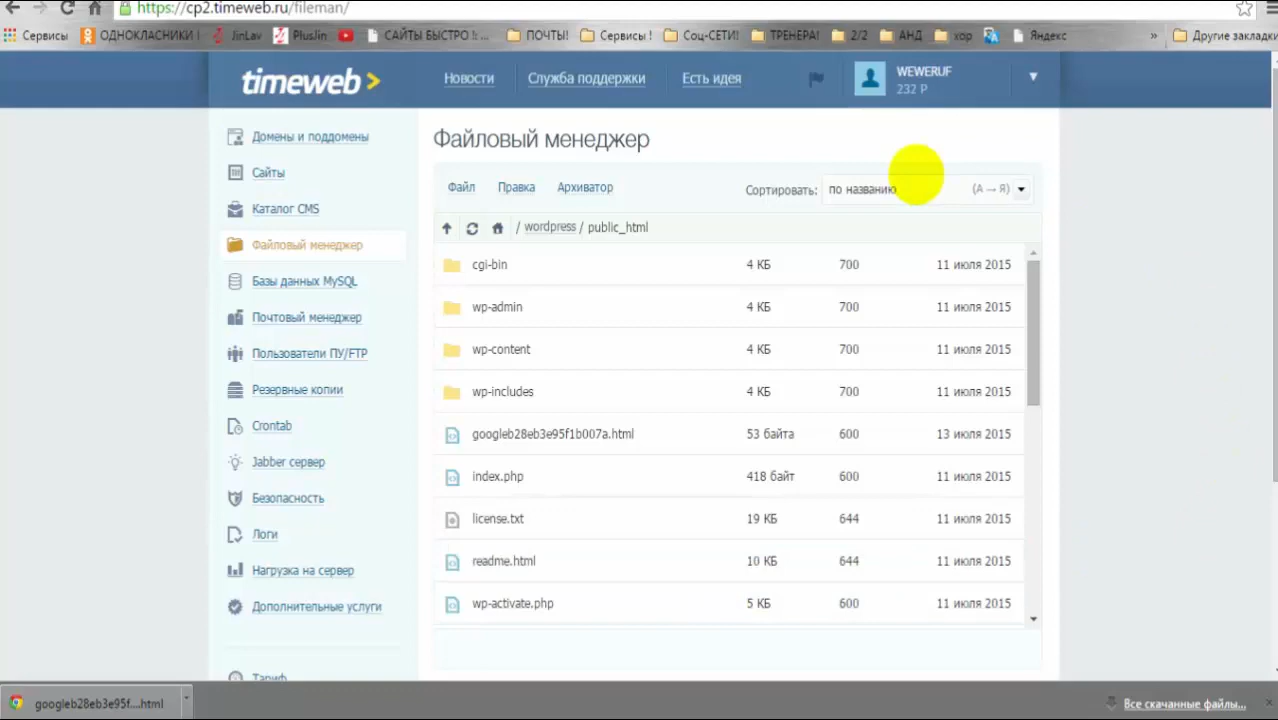 https://cp2.timeweb.ru/fileman/
Сервисы ОДНОКЛАСНИКИ JinLav PlusJin САЙТЫ БЫСТРО !... ПОЧТЫ! Сервисы ! Соц-СЕТИ! ТРЕНЕРА! 2/2 АНД хор Яндекс » Другие закладки
timeweb> Новости Служба поддержки Есть идея WEWERUF
232 Р
Домены и поддомены
Сайты
Каталог CMS
Файловый менеджер
Базы данных MySQL
Почтовый менеджер
Пользователи ПУ/FTP
Резервные копии
Crontab
Jabber сервер
Безопасность
Логи
Нагрузка на сервер
Дополнительные услуги
Тариф
Файловый менеджер
Файл Правка Архиватор Сортировать: по названию (А → Я)
/ wordpress / public_html
cgi-bin 4 КБ 700 11 июля 2015
wp-admin 4 КБ 700 11 июля 2015
wp-content 4 КБ 700 11 июля 2015
wp-includes 4 КБ 700 11 июля 2015
googleb28eb3e95f1b007a.html 53 байта 600 13 июля 2015
index.php 418 байт 600 11 июля 2015
license.txt 19 КБ 644 11 июля 2015
readme.html 10 КБ 644 11 июля 2015
wp-activate.php 5 КБ 600 11 июля 2015
googleb28eb3e95f....html Все скачанные файлы...